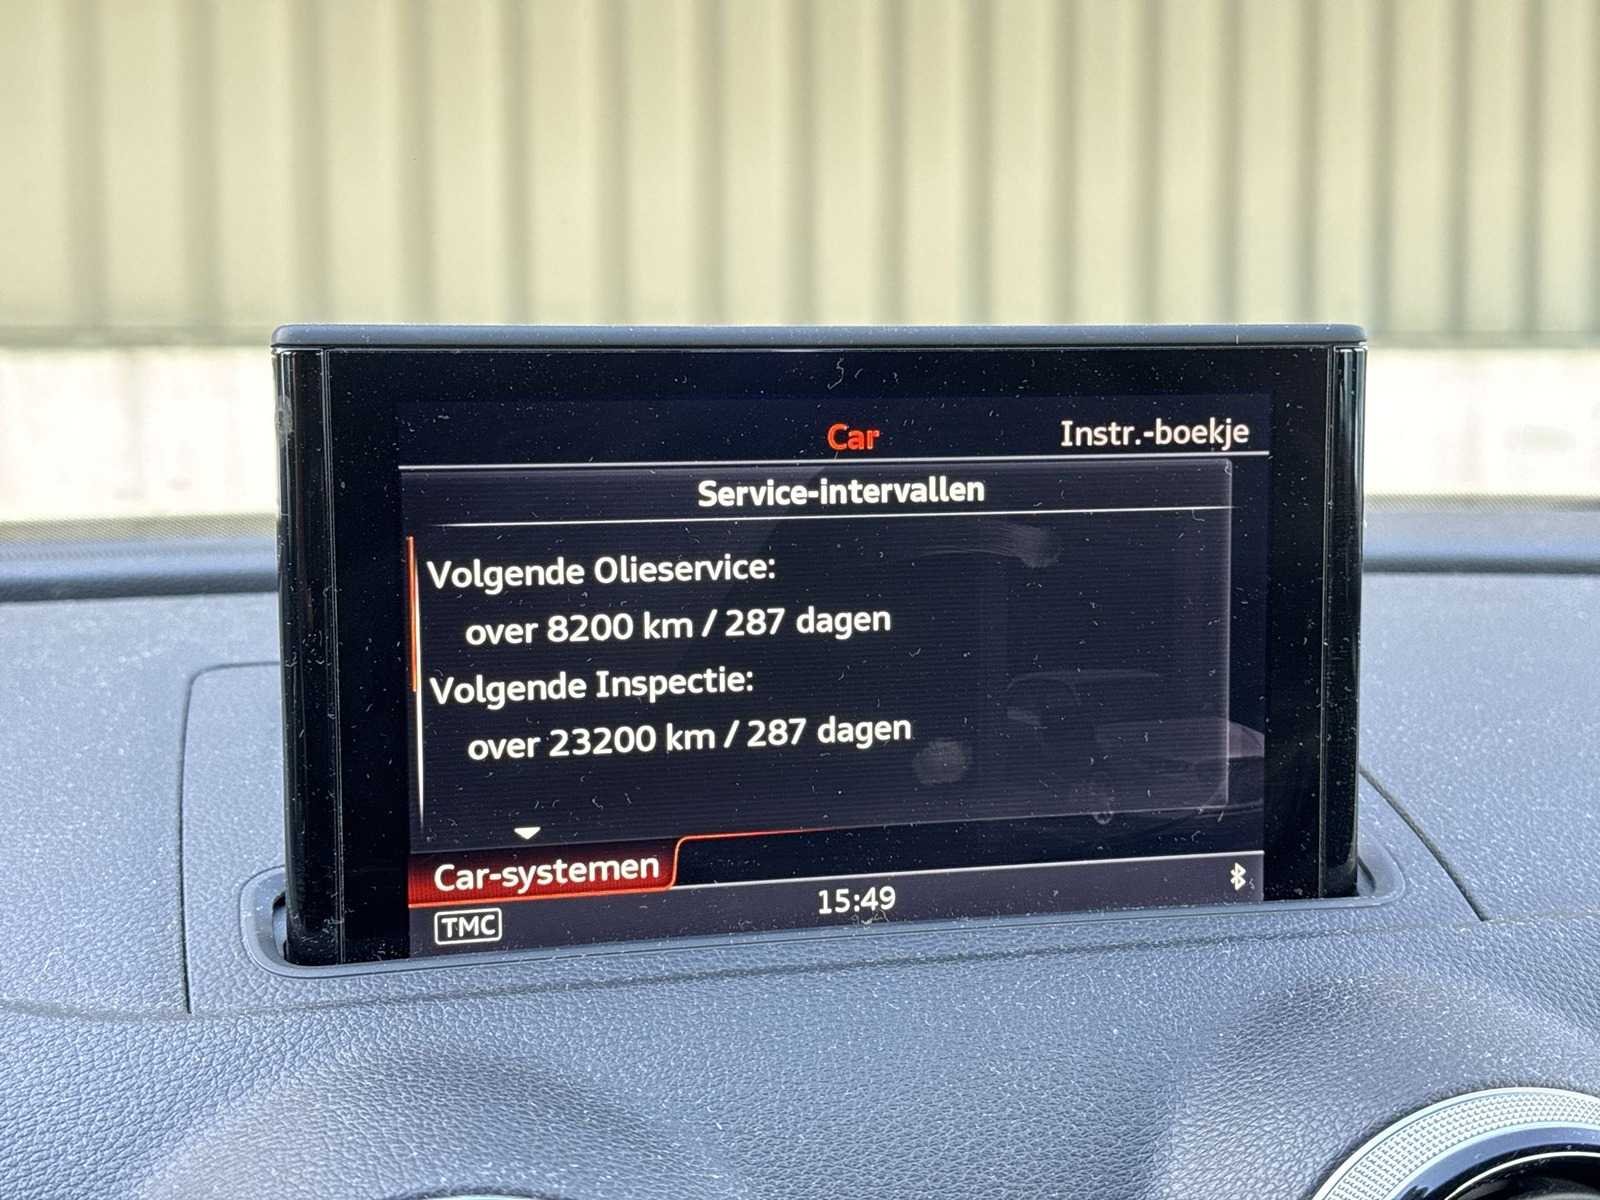 Car
Instr.-boekje
Service-intervallen
Volgende Olieservice:
over 8200 km / 287 dagen
Volgende Inspectie:
over 23200 km / 287 dagen
Car-systemen
TMC
15:49